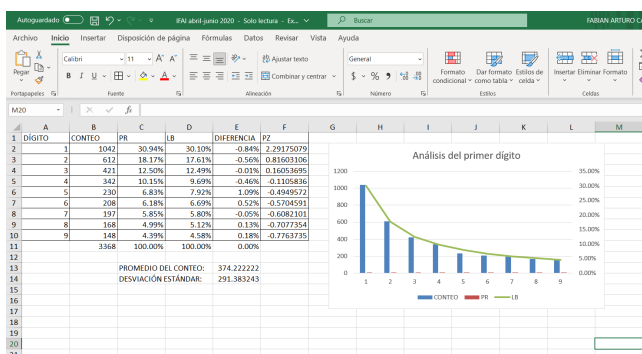 Autoguardado
IFAI abril-junio 2020 - Solo lectura - Ex...
Buscar
FABIAN ARTURO CA
Archivo Inicio Insertar Disposición de página Fórmulas Datos Revisar Vista Ayuda
Pegar
Calibri 11 A A
N K S
Ajustar texto
Combinar y centrar
General
$ % 000
Formato condicional
Dar formato como tabla
Estilos de celda
Insertar Eliminar Formato
Portapapeles Fuente Alineación Número Estilos Celdas
M20 fx
A B C D E F G H I J K L M
1 DÍGITO CONTEO PR LB DIFERENCIA PZ
2 1 1042 30.94% 30.10% -0.84% 2.29175079
3 2 612 18.17% 17.61% -0.56% 0.81603106
4 3 421 12.50% 12.49% -0.01% 0.16053695
5 4 342 10.15% 9.69% -0.46% -0.1105836
6 5 230 6.83% 7.92% 1.09% -0.4949572
7 6 208 6.18% 6.69% 0.52% -0.5704591
8 7 197 5.85% 5.80% -0.05% -0.6082101
9 8 168 4.99% 5.12% 0.13% -0.7077354
10 9 148 4.39% 4.58% 0.18% -0.7763735
11 3368 100.00% 100.00% 0.00%
12
13 PROMEDIO DEL CONTEO: 374.222222
14 DESVIACIÓN ESTÁNDAR: 291.383243
15
16
17
18
19
20
Análisis del primer dígito
1200
1000
800
600
400
200
0
35.00%
30.00%
25.00%
20.00%
15.00%
10.00%
5.00%
0.00%
1 2 3 4 5 6 7 8 9
CONTEO PR LB